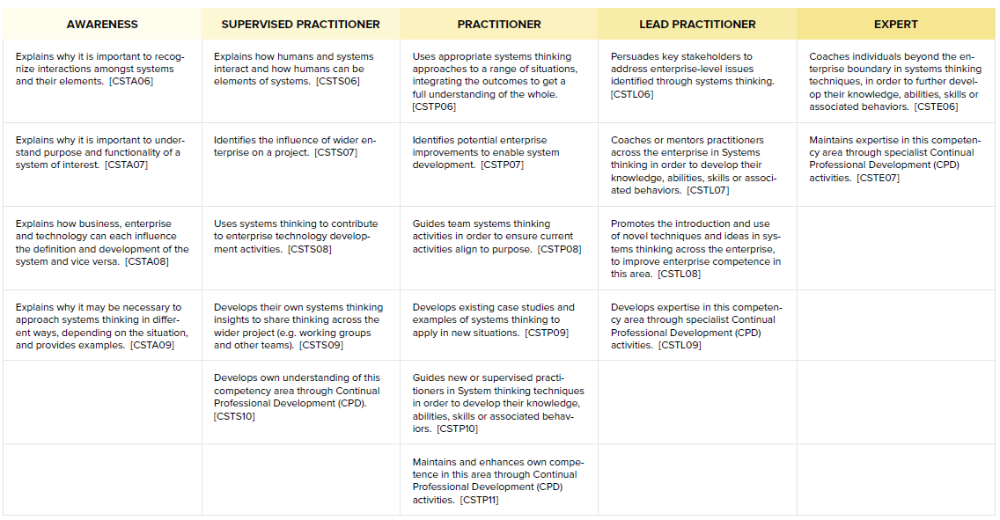 AWARENESS
SUPERVISED PRACTITIONER
PRACTITIONER
LEAD PRACTITIONER
EXPERT
Explains why it is important to recog-
nize interactions amongst systems
and their elements. [CSTA06]
Explains how humans and systems
interact and how humans can be
elements of systems. [CSTS06]
Uses appropriate systems thinking
approaches to a range of situations,
integrating the outcomes to get a
full understanding of the whole.
[CSTP06]
Persuades key stakeholders to
address enterprise-level issues
identified through systems thinking.
[CSTL06]
Coaches individuals beyond the en-
terprise boundary in systems thinking
techniques, in order to further devel-
op their knowledge, abilities, skills or
associated behaviors. [CSTE06]
Explains why it is important to under-
stand purpose and functionality of a
system of interest. [CSTA07]
Identifies the influence of wider en-
terprise on a project. [CSTS07]
Identifies potential enterprise
improvements to enable system
development. [CSTP07]
Coaches or mentors practitioners
across the enterprise in Systems
thinking in order to develop their
knowledge, abilities, skills or associ-
ated behaviors. [CSTL07]
Maintains expertise in this competen-
cy area through specialist Continual
Professional Development (CPD)
activities. [CSTE07]
Explains how business, enterprise
and technology can each influence
the definition and development of the
system and vice versa. [CSTA08]
Uses systems thinking to contribute
to enterprise technology develop-
ment activities. [CSTS08]
Guides team systems thinking
activities in order to ensure current
activities align to purpose. [CSTP08]
Promotes the introduction and use
of novel techniques and ideas in sys-
tems thinking across the enterprise,
to improve enterprise competence in
this area. [CSTL08]
Explains why it may be necessary to
approach systems thinking in differ-
ent ways, depending on the situation,
and provides examples. [CSTA09]
Develops their own systems thinking
insights to share thinking across the
wider project (e.g. working groups
and other teams). [CSTS09]
Develops existing case studies and
examples of systems thinking to
apply in new situations. [CSTP09]
Develops expertise in this competen-
cy area through specialist Continual
Professional Development (CPD)
activities. [CSTL09]
Develops own understanding of this
competency area through Continual
Professional Development (CPD).
[CSTS10]
Guides new or supervised practi-
tioners in System thinking techniques
in order to develop their knowledge,
abilities, skills or associated behav-
iors. [CSTP10]
Maintains and enhances own compe-
tence in this area through Continual
Professional Development (CPD)
activities. [CSTP11]